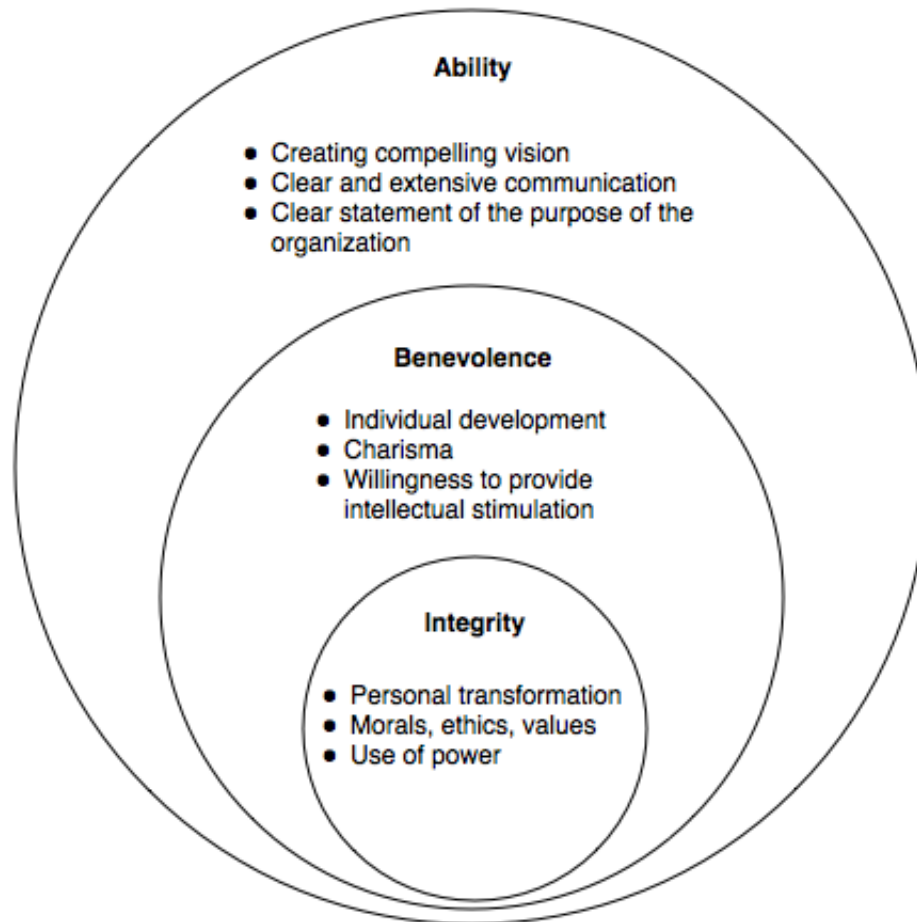 Ability
● Creating compelling vision
● Clear and extensive communication
● Clear statement of the purpose of the
organization
Benevolence
● Individual development
● Charisma
● Willingness to provide
intellectual stimulation
Integrity
● Personal transformation
● Morals, ethics, values
● Use of power